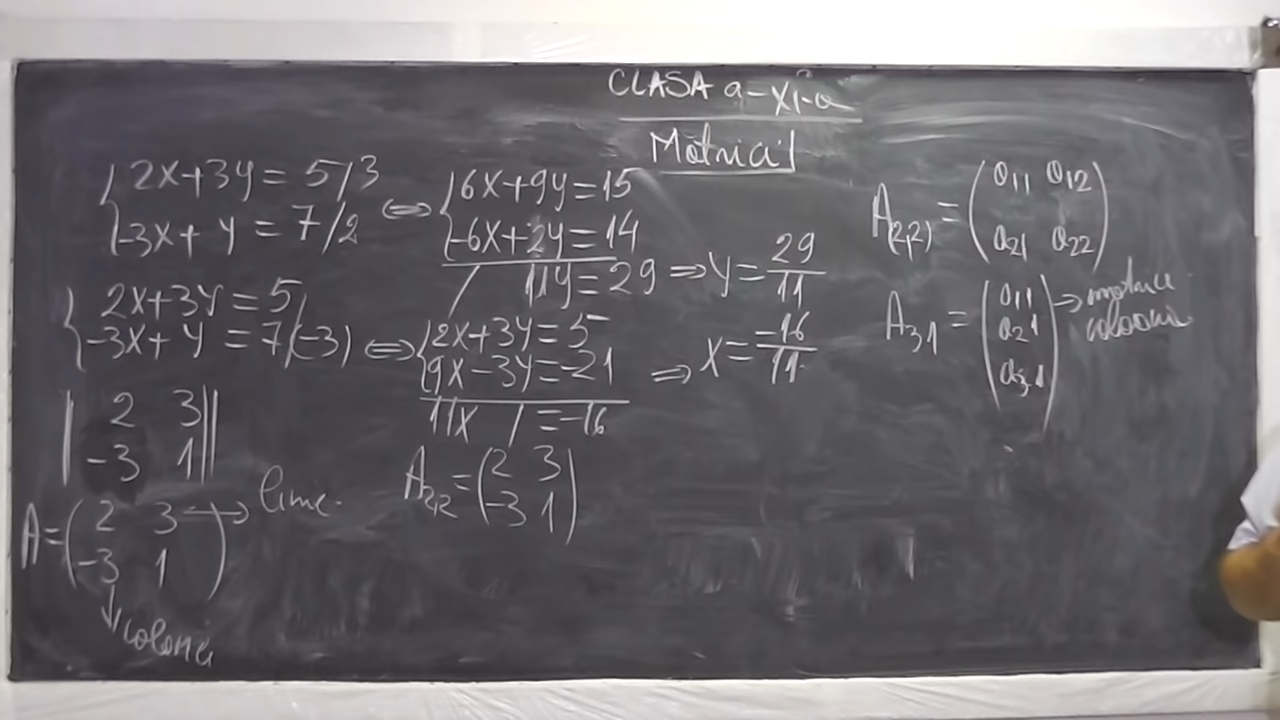 CLASA a-XI-a
Matrici
2x+3y = 5/3
-3x+y = 7/2
⇔
6x+9y=15
-6x+2y=14
/ 11y=29 ⇒ y= 29/11
2x+3y=5/
-3x+y=7/(-3)
⇔
2x+3y=5
9x-3y=-21
11x / =-16
⇒ x= -16/11
| 2 3 ||
| -3 1 ||
A= ( 2 3 ) → linie
( -3 1 )
↓ coloană
A2,2 = ( 2 3 )
( -3 1 )
A(2,2) = ( a11 a12 )
( a21 a22 )
A3,1 = ( a11 ) → matrice
( a21 ) coloană
( a3,1 )